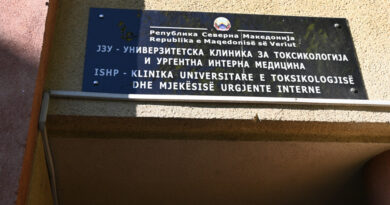 Република Северна Македонија
Republika e Maqedonisë së Veriut
ЈЗУ - УНИВЕРЗИТЕТСКА КЛИНИКА ЗА ТОКСИКОЛОГИЈА
И УРГЕНТНА ИНТЕРНА МЕДИЦИНА
ISHP - KLINIKA UNIVERSITARE E TOKSIKOLOGJISË
DHE MJEKËSISË URGJENTE INTERNE